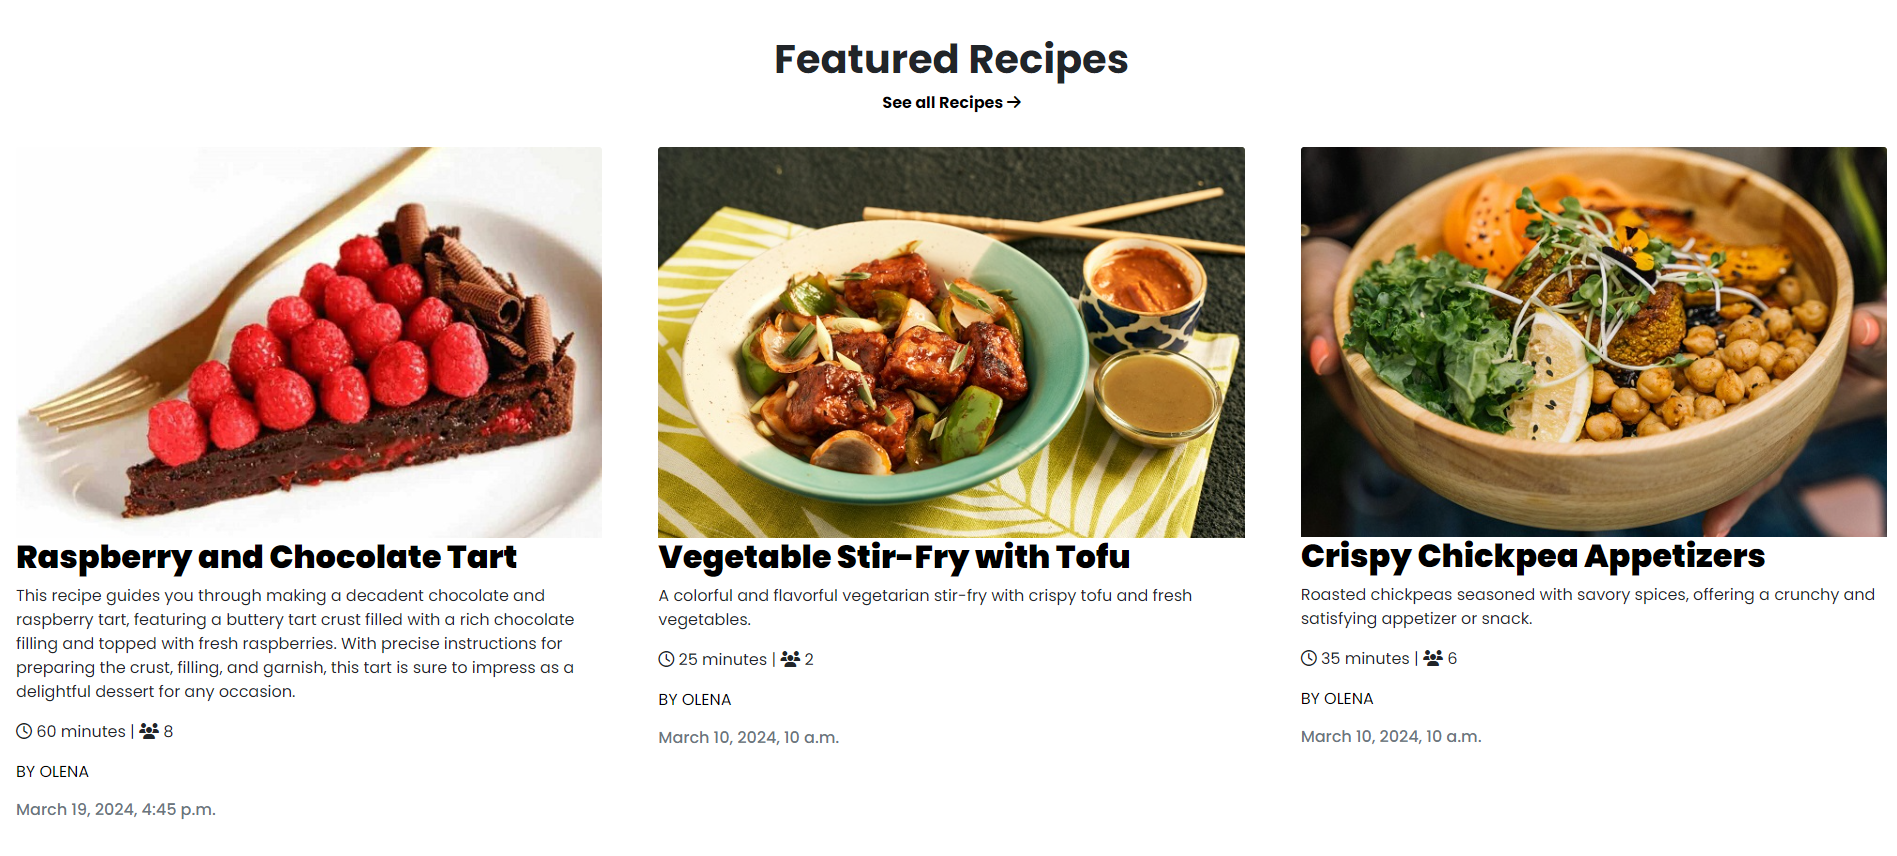 Featured Recipes
See all Recipes →
Raspberry and Chocolate Tart
This recipe guides you through making a decadent chocolate and
raspberry tart, featuring a buttery tart crust filled with a rich chocolate
filling and topped with fresh raspberries. With precise instructions for
preparing the crust, filling, and garnish, this tart is sure to impress as a
delightful dessert for any occasion.
60 minutes | 8
BY OLENA
March 19, 2024, 4:45 p.m.
Vegetable Stir-Fry with Tofu
A colorful and flavorful vegetarian stir-fry with crispy tofu and fresh
vegetables.
25 minutes | 2
BY OLENA
March 10, 2024, 10 a.m.
Crispy Chickpea Appetizers
Roasted chickpeas seasoned with savory spices, offering a crunchy and
satisfying appetizer or snack.
35 minutes | 6
BY OLENA
March 10, 2024, 10 a.m.